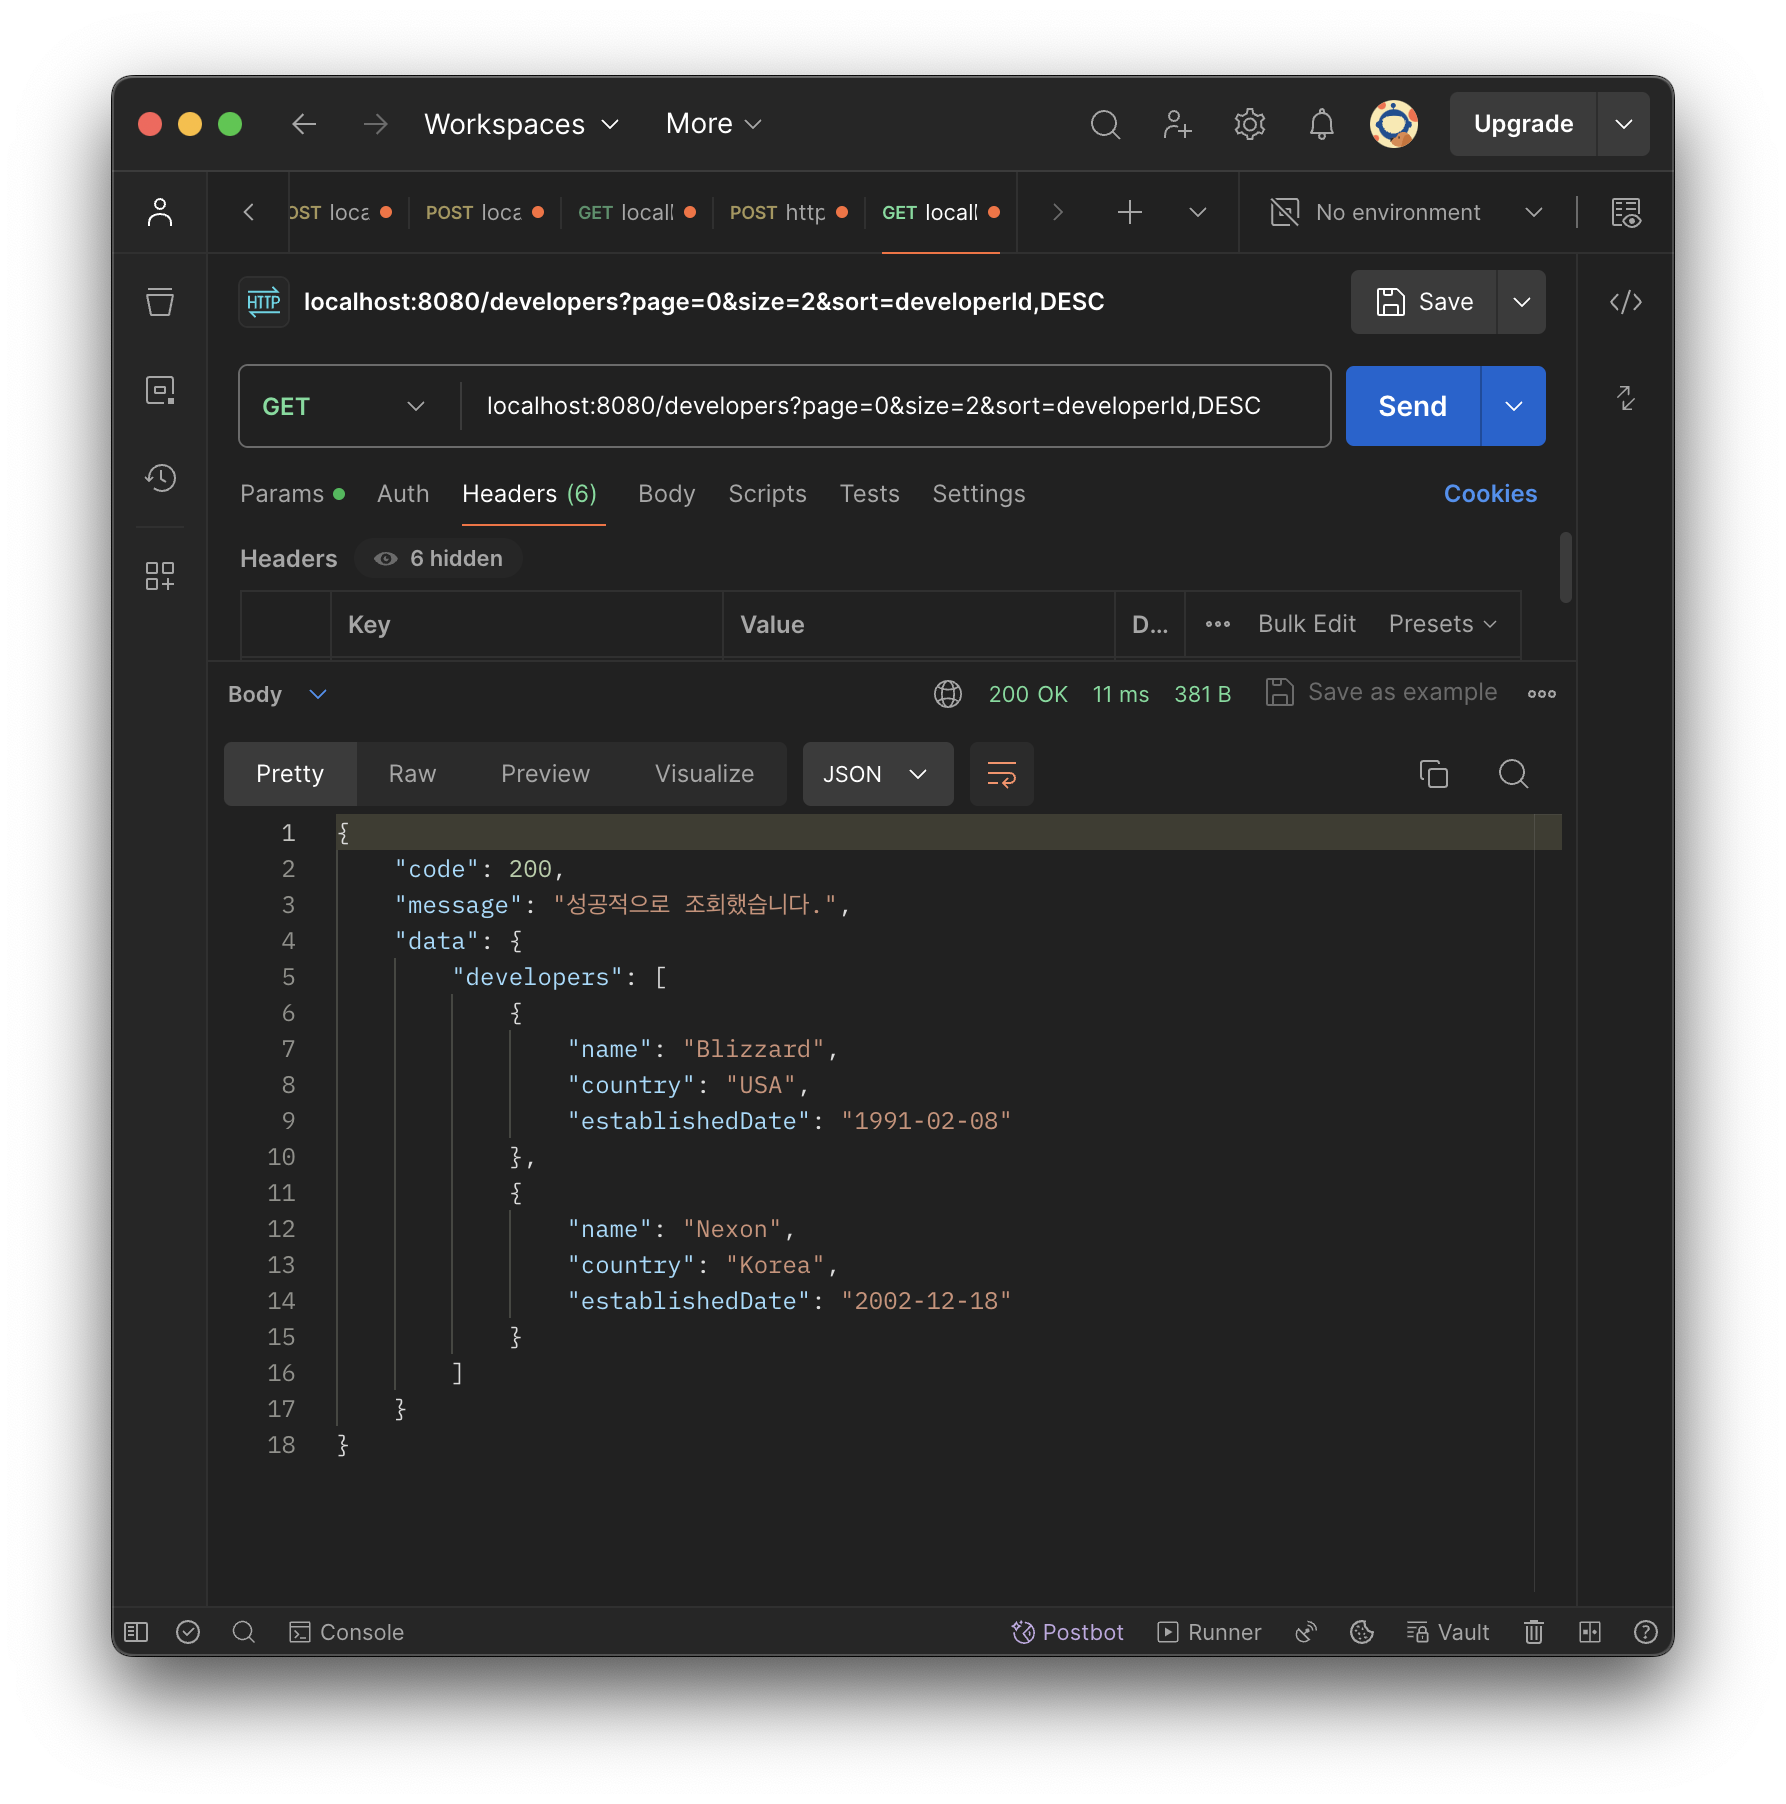 Workspaces More Upgrade
OST loca POST loca GET locall POST http GET locall No environment
HTTP localhost:8080/developers?page=0&size=2&sort=developerId,DESC Save
GET localhost:8080/developers?page=0&size=2&sort=developerId,DESC Send
Params Auth Headers (6) Body Scripts Tests Settings Cookies
Headers 6 hidden
Key Value D... Bulk Edit Presets
Body 200 OK 11 ms 381 B Save as example
Pretty Raw Preview Visualize JSON
1 {
2 "code": 200,
3 "message": "성공적으로 조회했습니다.",
4 "data": {
5 "developers": [
6 {
7 "name": "Blizzard",
8 "country": "USA",
9 "establishedDate": "1991-02-08"
10 },
11 {
12 "name": "Nexon",
13 "country": "Korea",
14 "establishedDate": "2002-12-18"
15 }
16 ]
17 }
18 }
Console Postbot Runner Vault